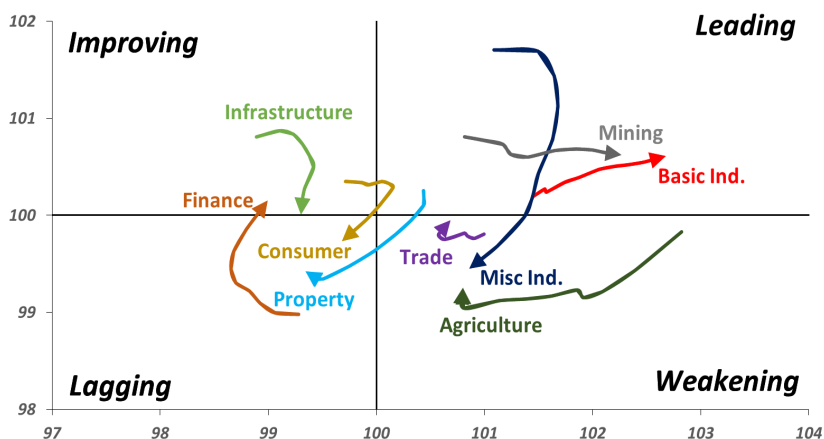 102
Improving
Leading
101
Infrastructure
Mining
Basic Ind.
Finance
100
Consumer
Trade
Misc Ind.
Property
99
Agriculture
Lagging
Weakening
98
97 98 99 100 101 102 103 104